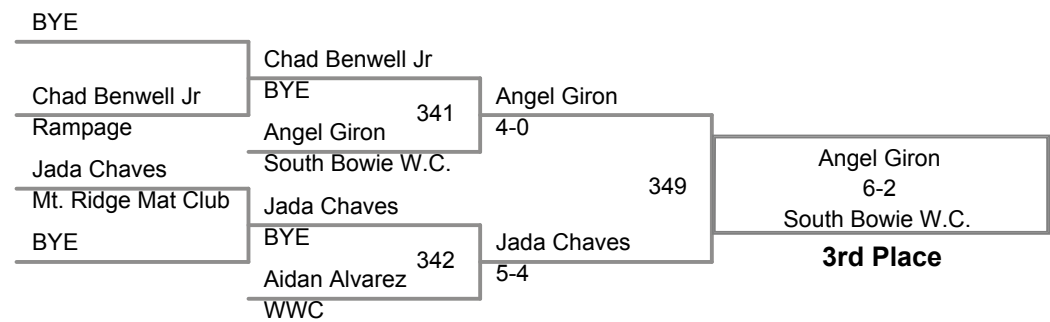 BYE
Chad Benwell Jr
Rampage
Jada Chaves
Mt. Ridge Mat Club
BYE
Chad Benwell Jr
BYE
341
Angel Giron
South Bowie W.C.
Jada Chaves
BYE
342
Aidan Alvarez
WWC
Angel Giron
4-0
349
Jada Chaves
5-4
Angel Giron
6-2
South Bowie W.C.
3rd Place